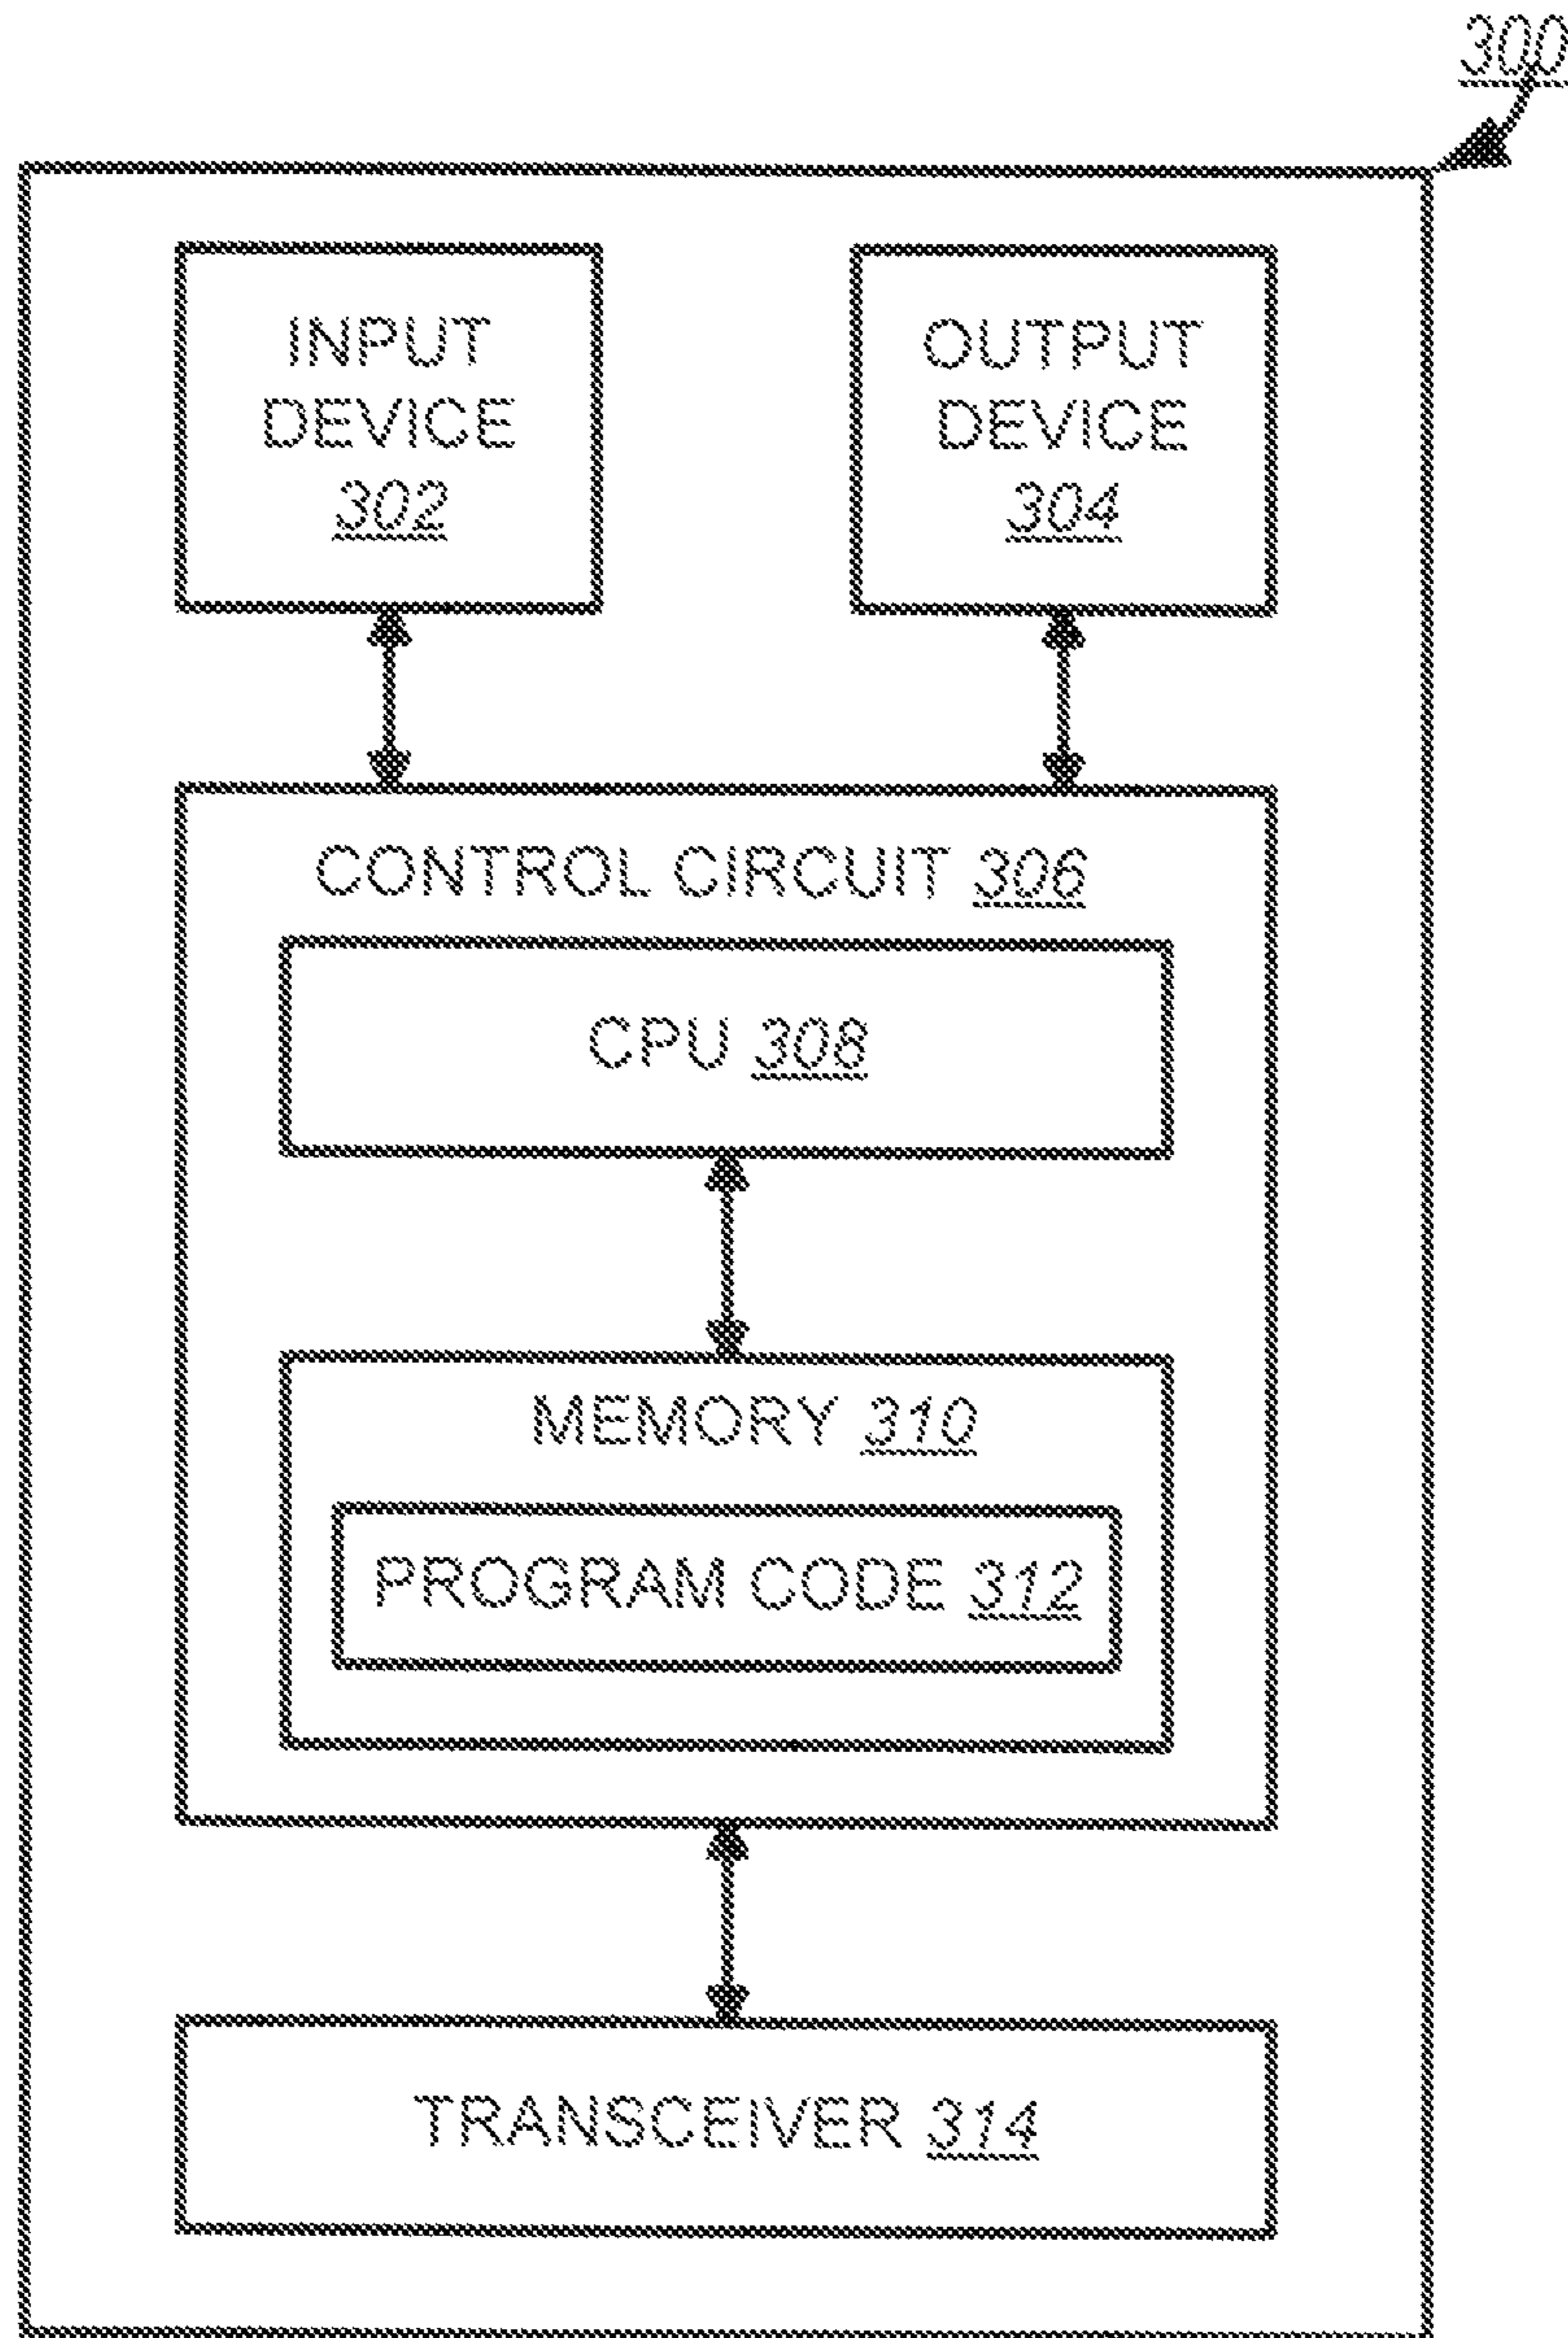 300
INPUT
DEVICE
302
OUTPUT
DEVICE
304
CONTROL CIRCUIT 306
CPU 308
MEMORY 310
PROGRAM CODE 312
TRANSCEIVER 314